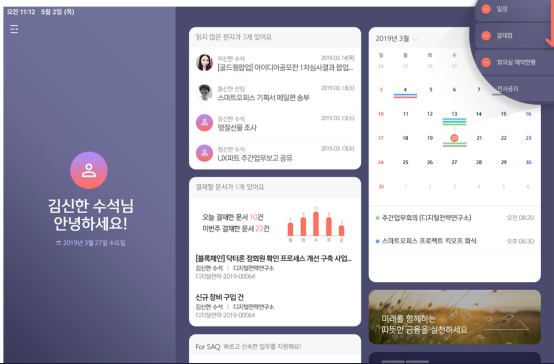 오전 11:12 5월 2일 (목)
김신한 수석님
안녕하세요!
2019년 3월 27일 수요일
읽지 않은 편지가 3개 있어요
이신한 수석
2019.03.14(목)
[골드윙팝업] 아이디어공모전 1차심사결과 팝업...
홍신한 선임
2019.03.13(수)
스마트오피스 기획서 메일편 송부
유신한 수석
2019.03.13(수)
명절선물 조사
김신한 수석
2019.03.13(수)
UX파트 주간업무보고 공유
결재할 문서가 1개 있어요
오늘 결재한 문서 10건
이번주 결재한 문서 22건
월 화 수 목 금
[블록체인] 닥터론 정회원 확인 프로세스 개선 구축 사업...
김신한 수석 | 디지털전략연구소
디지털전략-2019-00064
신규 장비 구입 건
김신한 수석 | 디지털전략연구소
디지털전략-2019-00064
For SAQ 빠르고 신속한 업무를 지원해요!
2019년 3월
일 월 화 수
24 25 26 27
3 4 5 6 7
10 11 12 13 14 15 16
17 18 19 20 21 22 23
24 25 26 27 28 29 30
31 1 2 3 4 5 6
주간업무회의 (디지털전략연구소)
오전 08:20
스마트오피스 프로젝트 킥오프 회식
오후 06:30
미래를 함께하는
따뜻한 금융을 실천하세요
일정
결재함
회의실 예약현황
전사공지